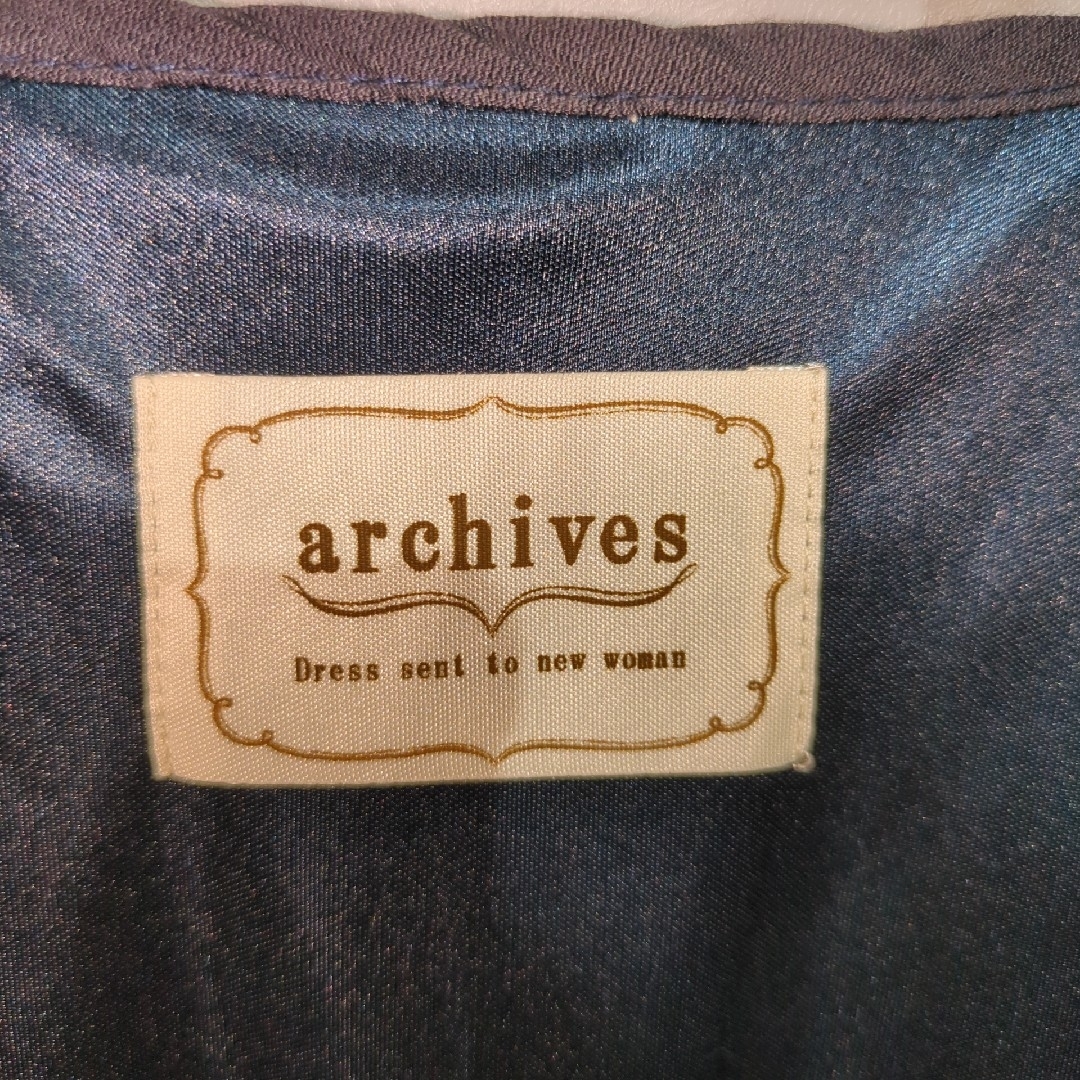 archives
Dress sent to new woman